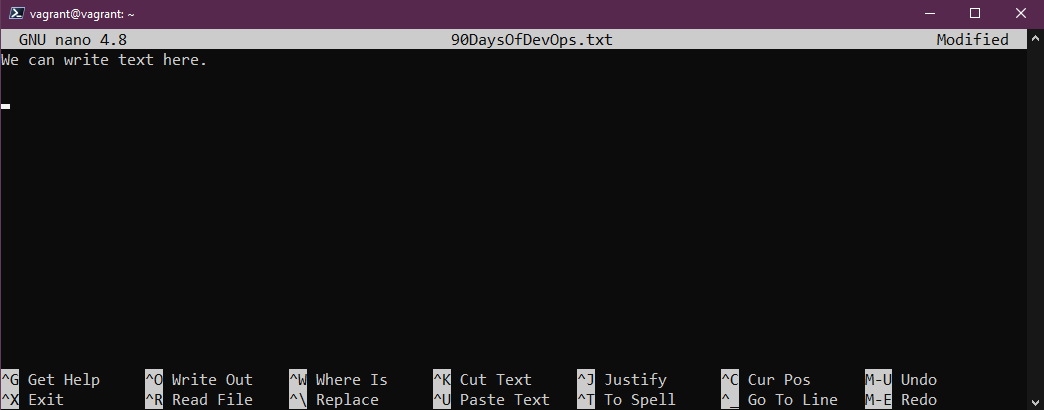 vagrant@vagrant: ~
GNU nano 4.8 90DaysOfDevOps.txt Modified
We can write text here.
^G Get Help ^O Write Out ^W Where Is ^K Cut Text ^J Justify ^C Cur Pos M-U Undo
^X Exit ^R Read File ^\ Replace ^U Paste Text ^T To Spell ^_ Go To Line M-E Redo